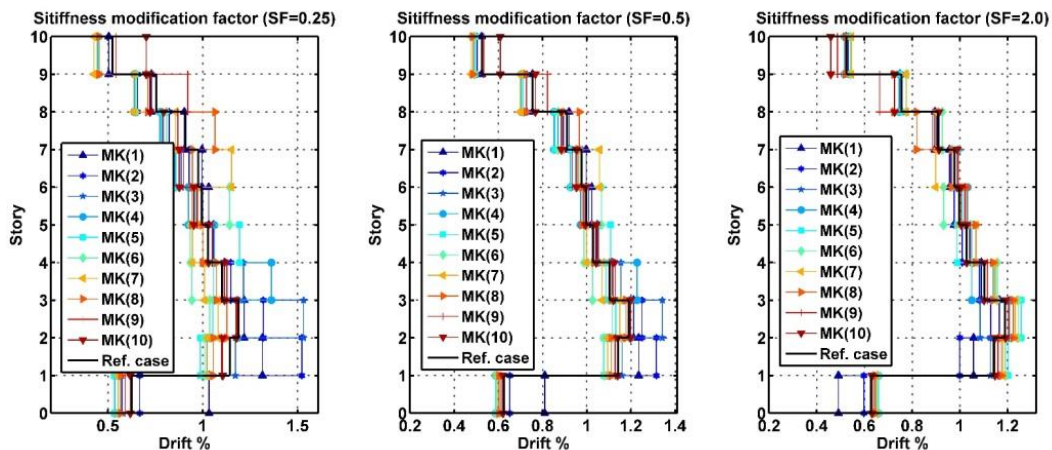 Sitiffness modification factor (SF=0.25)
Story
10
9
8
7
6
5
4
3
2
1
0
MK(1)
MK(2)
MK(3)
MK(4)
MK(5)
MK(6)
MK(7)
MK(8)
MK(9)
MK(10)
Ref. case
0.5 1 1.5
Drift %
Sitiffness modification factor (SF=0.5)
Story
10
9
8
7
6
5
4
3
2
1
0
MK(1)
MK(2)
MK(3)
MK(4)
MK(5)
MK(6)
MK(7)
MK(8)
MK(9)
MK(10)
Ref. case
0.2 0.4 0.6 0.8 1 1.2 1.4
Drift %
Sitiffness modification factor (SF=2.0)
Story
10
9
8
7
6
5
4
3
2
1
0
MK(1)
MK(2)
MK(3)
MK(4)
MK(5)
MK(6)
MK(7)
MK(8)
MK(9)
MK(10)
Ref. case
0.2 0.4 0.6 0.8 1 1.2 1.4
Drift %